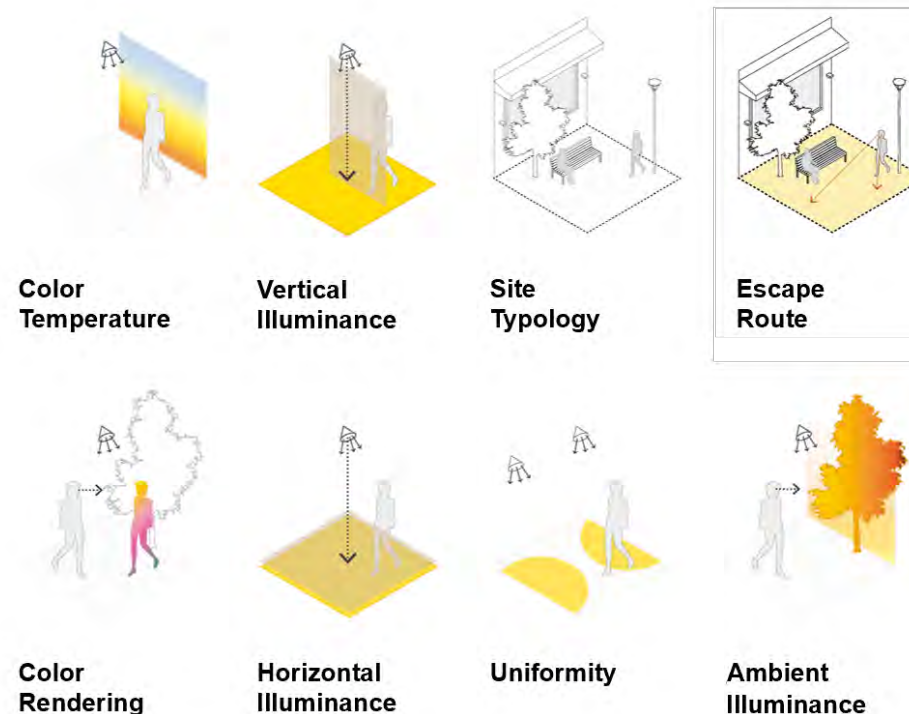 Color
Temperature
Vertical
Illuminance
Site
Typology
Escape
Route
Color
Rendering
Horizontal
Illuminance
Uniformity
Ambient
Illuminance